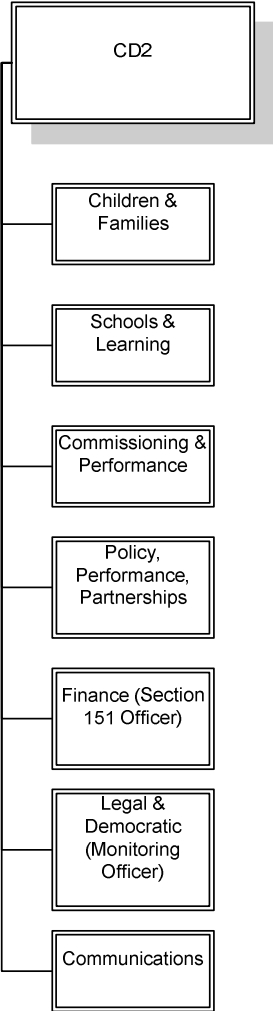 CD2
Children &
Families
Schools &
Learning
Commissioning &
Performance
Policy,
Performance,
Partnerships
Finance (Section
151 Officer)
Legal &
Democratic
(Monitoring
Officer)
Communications